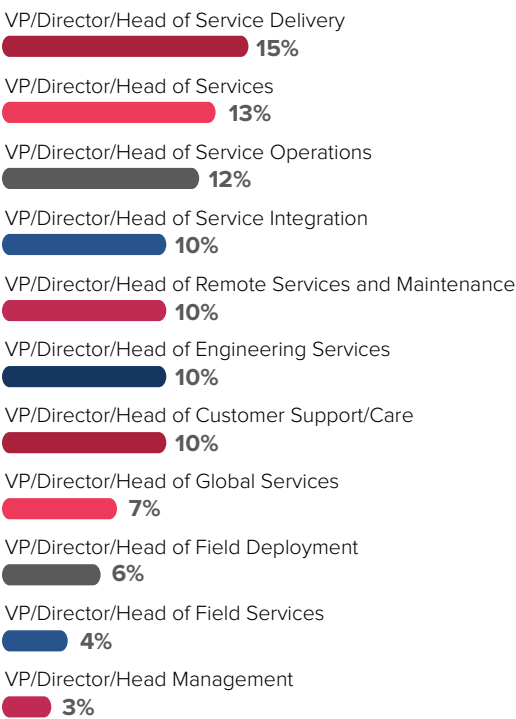 VP/Director/Head of Service Delivery
15%
VP/Director/Head of Services
13%
VP/Director/Head of Service Operations
12%
VP/Director/Head of Service Integration
10%
VP/Director/Head of Remote Services and Maintenance
10%
VP/Director/Head of Engineering Services
10%
VP/Director/Head of Customer Support/Care
10%
VP/Director/Head of Global Services
7%
VP/Director/Head of Field Deployment
6%
VP/Director/Head of Field Services
4%
VP/Director/Head Management
3%